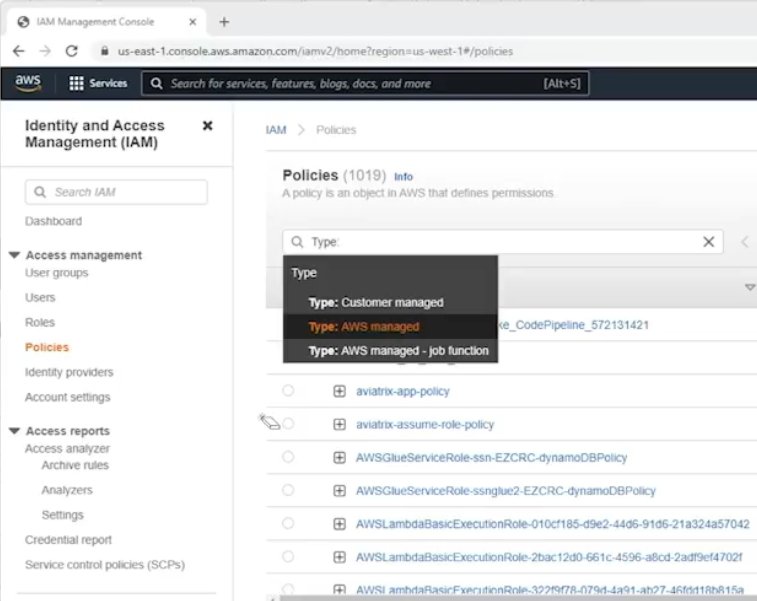 IAM Management Console
us-east-1.console.aws.amazon.com/iamv2/home?region=us-west-1#/policies
aws
Services
Search for services, features, blogs, docs, and more
[Alt+S]
Identity and Access
Management (IAM)
Search IAM
Dashboard
Access management
User groups
Users
Roles
Policies
Identity providers
Account settings
Access reports
Access analyzer
Archive rules
Analyzers
Settings
Credential report
Service control policies (SCPs)
IAM > Policies
Policies (1019) Info
A policy is an object in AWS that defines permissions.
Type:
Type
Type: Customer managed
Type: AWS managed
Type: AWS managed - job function
_CodePipeline_572131421
aviatrix-app-policy
aviatrix-assume-role-policy
AWSGlueServiceRole-ssn-EZCRC-dynamoDBPolicy
AWSGlueServiceRole-ssnglue2-EZCRC-dynamoDBPolicy
AWSLambdaBasicExecutionRole-010cf185-d9e2-44d6-91d6-21a324a57042
AWSLambdaBasicExecutionRole-2bac12d0-661c-4596-a8cd-2adf9ef4702f
AWSLambdaBasicExecutionRole-322f9f78-079d-4a91-ab27-46fdd18b815a